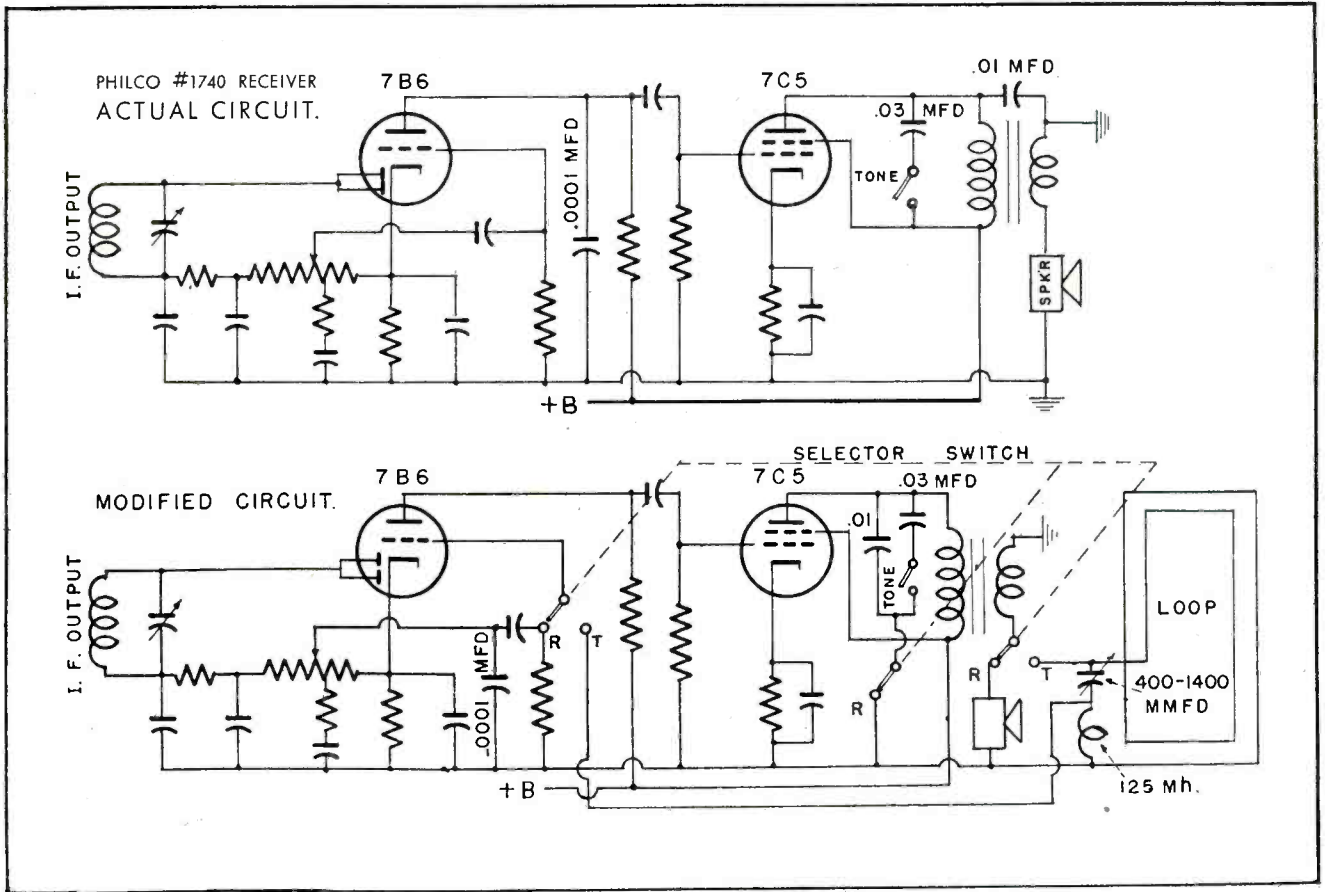 PHILCO #1740 RECEIVER
ACTUAL CIRCUIT.
7B6
7C5
.01 MFD
.03 MFD
TONE
.0001 MFD
I.F. OUTPUT
SPK'R
+B
SELECTOR SWITCH
MODIFIED CIRCUIT.
7B6
7C5
.03 MFD
.01
TONE
I.F. OUTPUT
R
T
.0001 MFD
R
R
T
LOOP
400-1400
MMFD
+B
125 Mh.